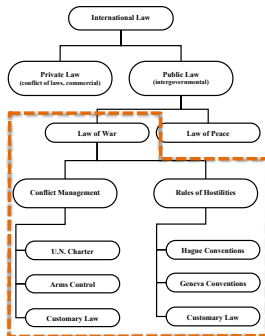 International Law
Private Law
(conflict of laws, commercial)
Public Law
(intergovernmental)
Law of War
Law of Peace
Conflict Management
Rules of Hostilities
U.N. Charter
Hague Conventions
Arms Control
Geneva Conventions
Customary Law
Customary Law